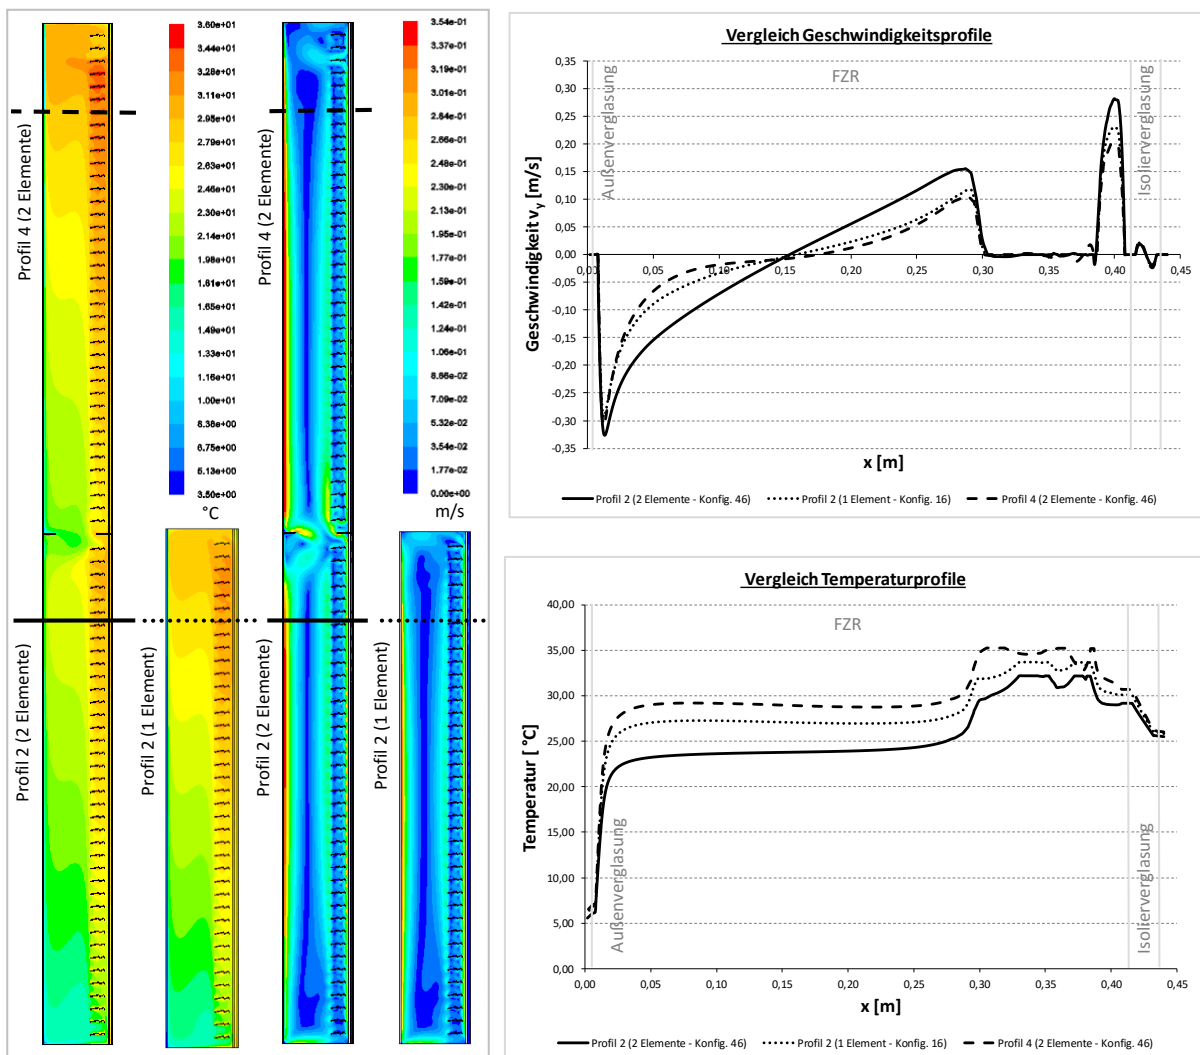 3.60e+01
3.44e+01
3.28e+01
3.11e+01
2.95e+01
2.79e+01
2.46e+01
2.30e+01
2.14e+01
1.98e+01
1.81e+01
1.65e+01
1.49e+01
1.33e+01
1.16e+01
1.00e+01
8.38e+00
6.75e+00
5.13e+00
3.50e+00
°C
3.54e-01
3.37e-01
3.19e-01
3.01e-01
2.84e-01
2.66e-01
2.48e-01
2.30e-01
2.13e-01
1.95e-01
1.77e-01
1.59e-01
1.42e-01
1.24e-01
1.06e-01
8.86e-02
7.09e-02
5.32e-02
3.54e-02
1.77e-02
0.00e+00
m/s
Profil 4 (2 Elemente)
Profil 4 (2 Elemente)
Profil 2 (2 Elemente)
Profil 2 (1 Element)
Profil 2 (2 Elemente)
Profil 2 (1 Element)
Vergleich Geschwindigkeitsprofile
0,35
0,30
0,25
0,20
0,15
0,10
0,05
0,00
-0,05
-0,10
-0,15
-0,20
-0,25
-0,30
-0,35
Geschwindigkeit vy [m/s]
Außenverglasung
FZR
Isolierverglasung
0,00 0,05 0,10 0,15 0,20 0,25 0,30 0,35 0,40 0,45
x [m]
Profil 2 (2 Elemente - Konfig. 46) Profil 2 (1 Element - Konfig. 16) Profil 4 (2 Elemente - Konfig. 46)
Vergleich Temperaturprofile
40,00
35,00
30,00
25,00
20,00
15,00
10,00
5,00
0,00
Temperatur [ °C]
FZR
Außenverglasung
Isolierverglasung
0,00 0,05 0,10 0,15 0,20 0,25 0,30 0,35 0,40 0,45
x [m]
Profil 2 (2 Elemente - Konfig. 46) Profil 2 (1 Element - Konfig. 16) Profil 4 (2 Elemente - Konfig. 46)